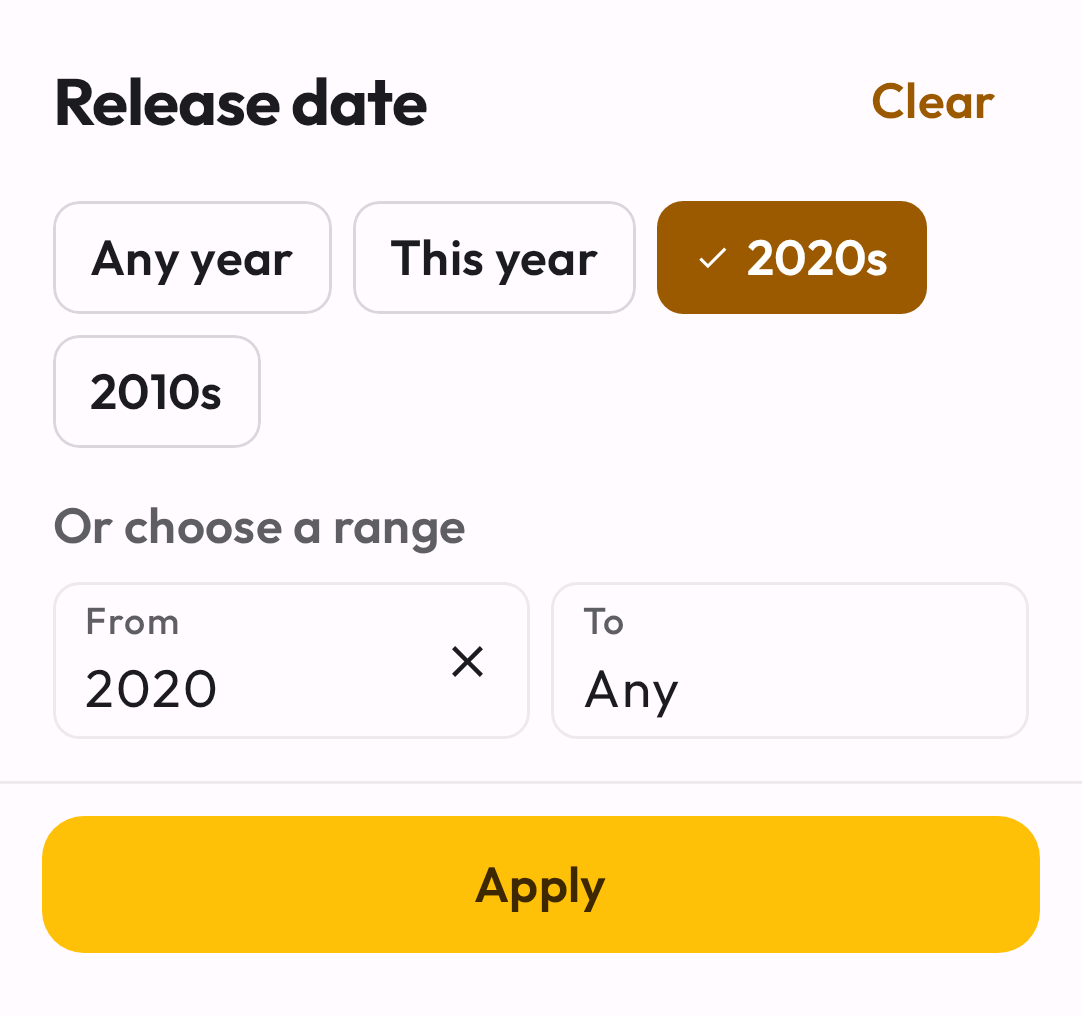 Release date
Clear
Any year
This year
2020s
2010s
Or choose a range
From
2020
To
Any
Apply